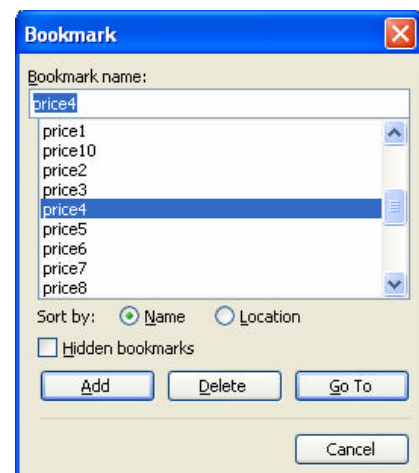 Bookmark
Bookmark name:
price4
price1
price10
price2
price3
price4
price5
price6
price7
price8
Sort by: Name Location
Hidden bookmarks
Add Delete Go To
Cancel